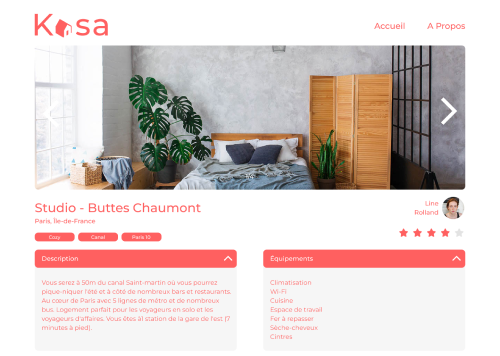 Kasa
Accueil
A Propos
Studio - Buttes Chaumont
Paris, Île-de-France
Line
Rolland
Cozy
Canal
Paris 10
Description
Vous serez à 50m du canal Saint-martin où vous pourrez
pique-niquer l'été et à côté de nombreux bars et restaurants.
Au cœur de Paris avec 5 lignes de métro et de nombreux
bus. Logement parfait pour les voyageurs en solo et les
voyageurs d'affaires. Vous êtes à1 station de la gare de l'est (7
minutes à pied).
Équipements
Climatisation
Wi-Fi
Cuisine
Espace de travail
Fer à repasser
Sèche-cheveux
Cintres